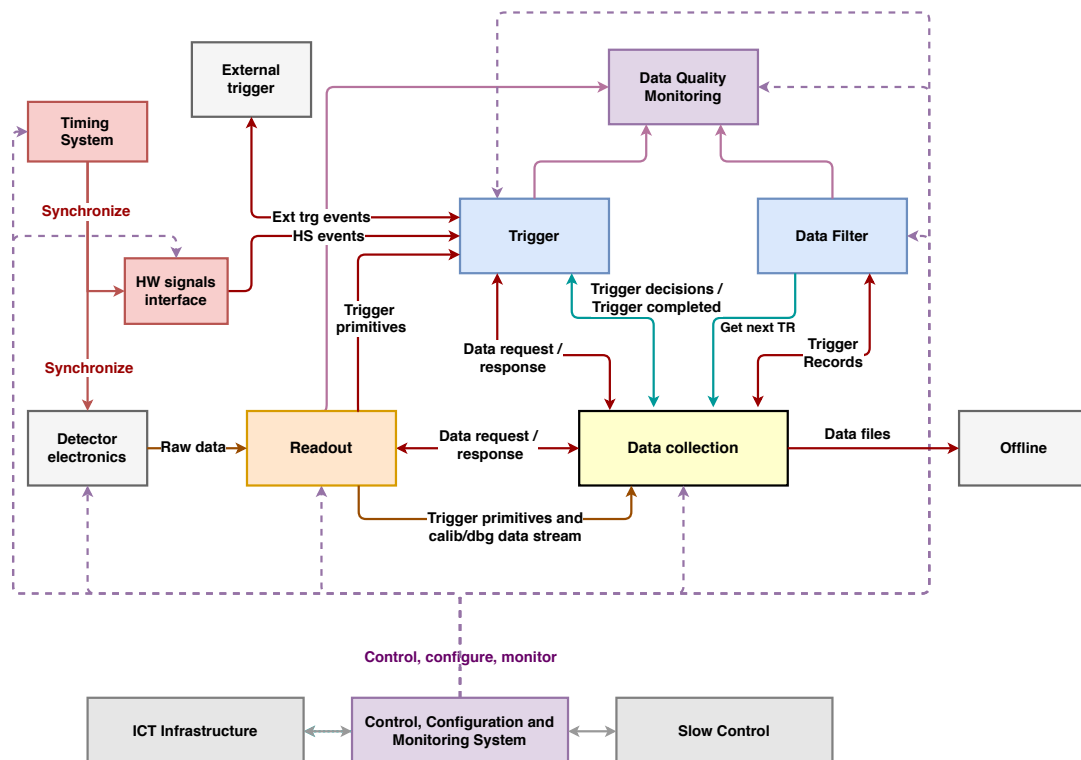 External
trigger
Data Quality
Monitoring
Timing
System
Synchronize
Ext trg events
HS events
Trigger
Data Filter
HW signals
interface
Trigger
primitives
Trigger decisions /
Trigger completed
Get next TR
Data request /
response
Trigger
Records
Synchronize
Detector
electronics
Raw data
Readout
Data request /
response
Data collection
Data files
Offline
Trigger primitives and
calib/dbg data stream
Control, configure, monitor
ICT Infrastructure
Control, Configuration and
Monitoring System
Slow Control